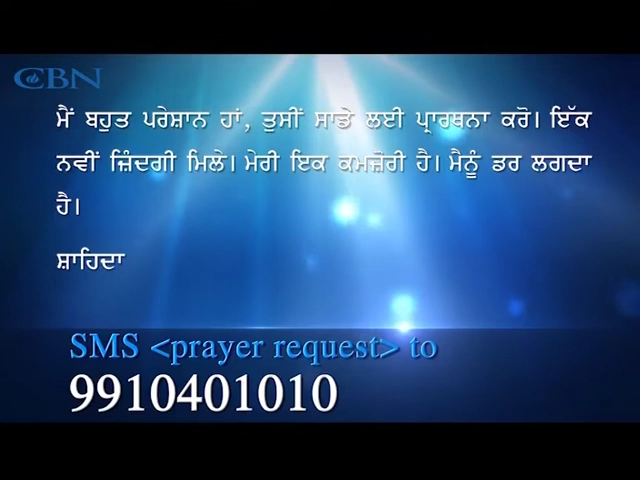 CBN
ਮੈਂ ਬਹੁਤ ਪਰੇਸ਼ਾਨ ਹਾਂ, ਤੁਸੀਂ ਸਾਡੇ ਲਈ ਪ੍ਰਾਰਥਨਾ ਕਰੋ। ਇੱਕ
ਨਵੀਂ ਜ਼ਿੰਦਗੀ ਮਿਲੇ। ਮੇਰੀ ਇਕ ਕਮਜ਼ੋਰੀ ਹੈ। ਮੈਨੂੰ ਡਰ ਲਗਦਾ
ਹੈ।
ਸ਼ਾਹਿਦਾ
SMS <prayer request> to
9910401010